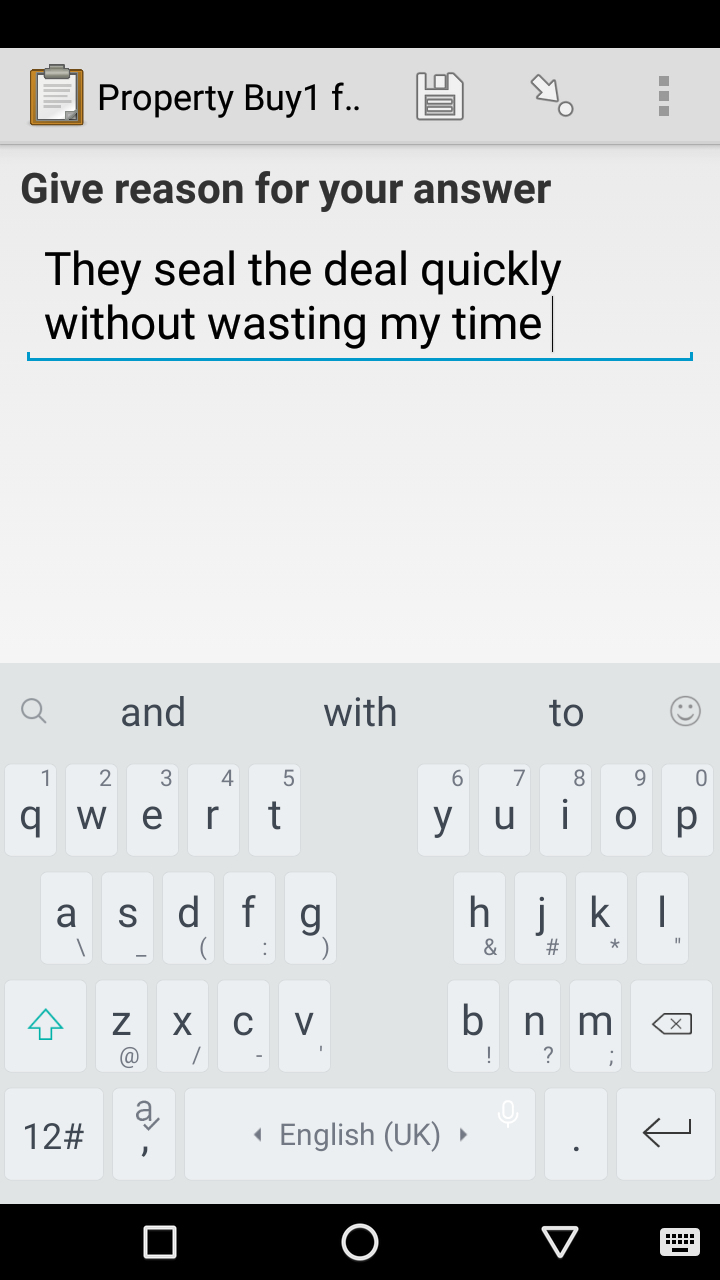 Property Buy1 f..
Give reason for your answer
They seal the deal quickly
without wasting my time
and with to
1 2 3 4 5 6 7 8 9 0
q w e r t y u i o p
a s d f g h j k l
\ _ ( : ) & # * "
z x c v b n m
@ / - ' ! ? ;
12# a , English (UK) .